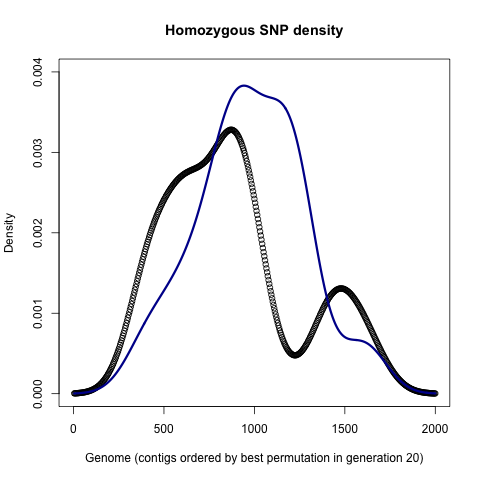 Homozygous SNP density
Density
0.004
0.003
0.002
0.001
0.000
0 500 1000 1500 2000
Genome (contigs ordered by best permutation in generation 20)